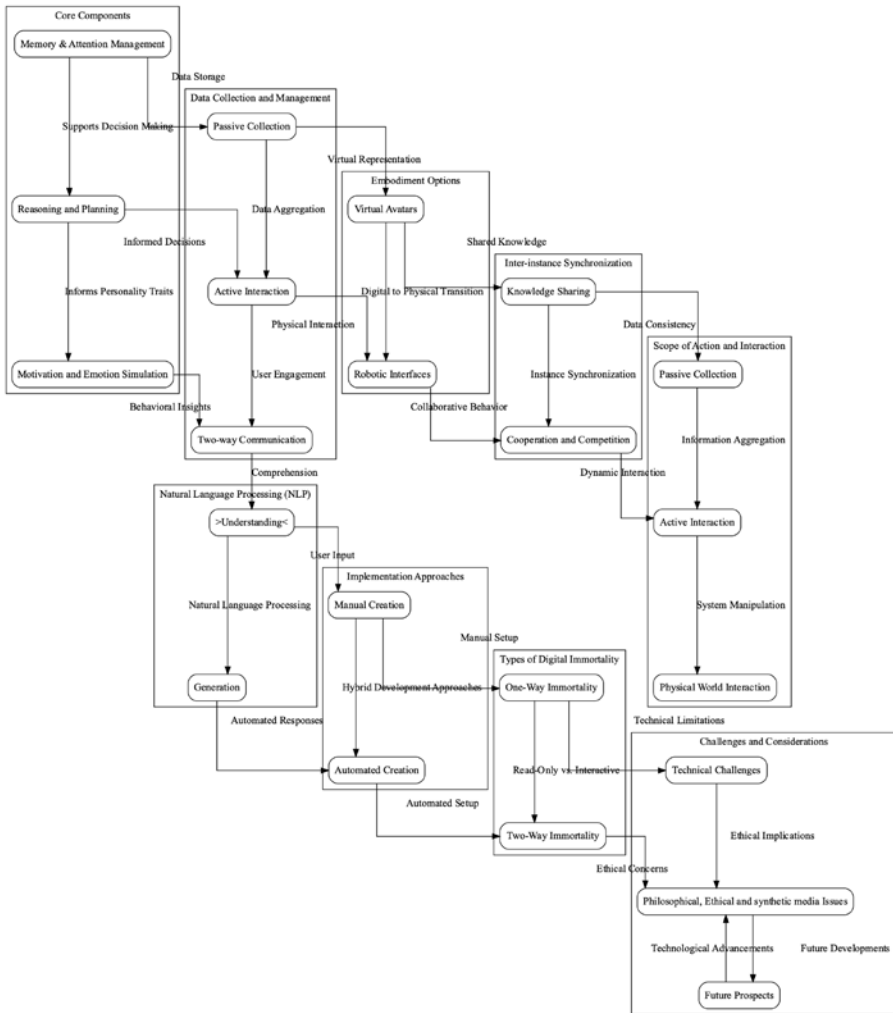 Core Components
Memory & Attention Management
Data Storage
Data Collection and Management
Supports Decision Making
Passive Collection
Virtual Representation
Embodiment Options
Reasoning and Planning
Data Aggregation
Virtual Avatars
Informed Decisions
Shared Knowledge
Inter-instance Synchronization
Informs Personality Traits
Active Interaction
Digital to Physical Transition
Knowledge Sharing
Physical Interaction
Data Consistency
Scope of Action and Interaction
Motivation and Emotion Simulation
User Engagement
Robotic Interfaces
Instance Synchronization
Passive Collection
Behavioral Insights
Collaborative Behavior
Two-way Communication
Cooperation and Competition
Information Aggregation
Comprehension
Dynamic Interaction
Natural Language Processing (NLP)
>Understanding<
Active Interaction
User Input
Implementation Approaches
Natural Language Processing
Manual Creation
System Manipulation
Manual Setup
Types of Digital Immortality
Generation
Hybrid Development Approaches
One-Way Immortality
Physical World Interaction
Automated Responses
Technical Limitations
Challenges and Considerations
Automated Creation
Read-Only vs. Interactive
Technical Challenges
Automated Setup
Two-Way Immortality
Ethical Implications
Ethical Concerns
Philosophical, Ethical and synthetic media Issues
Technological Advancements
Future Developments
Future Prospects